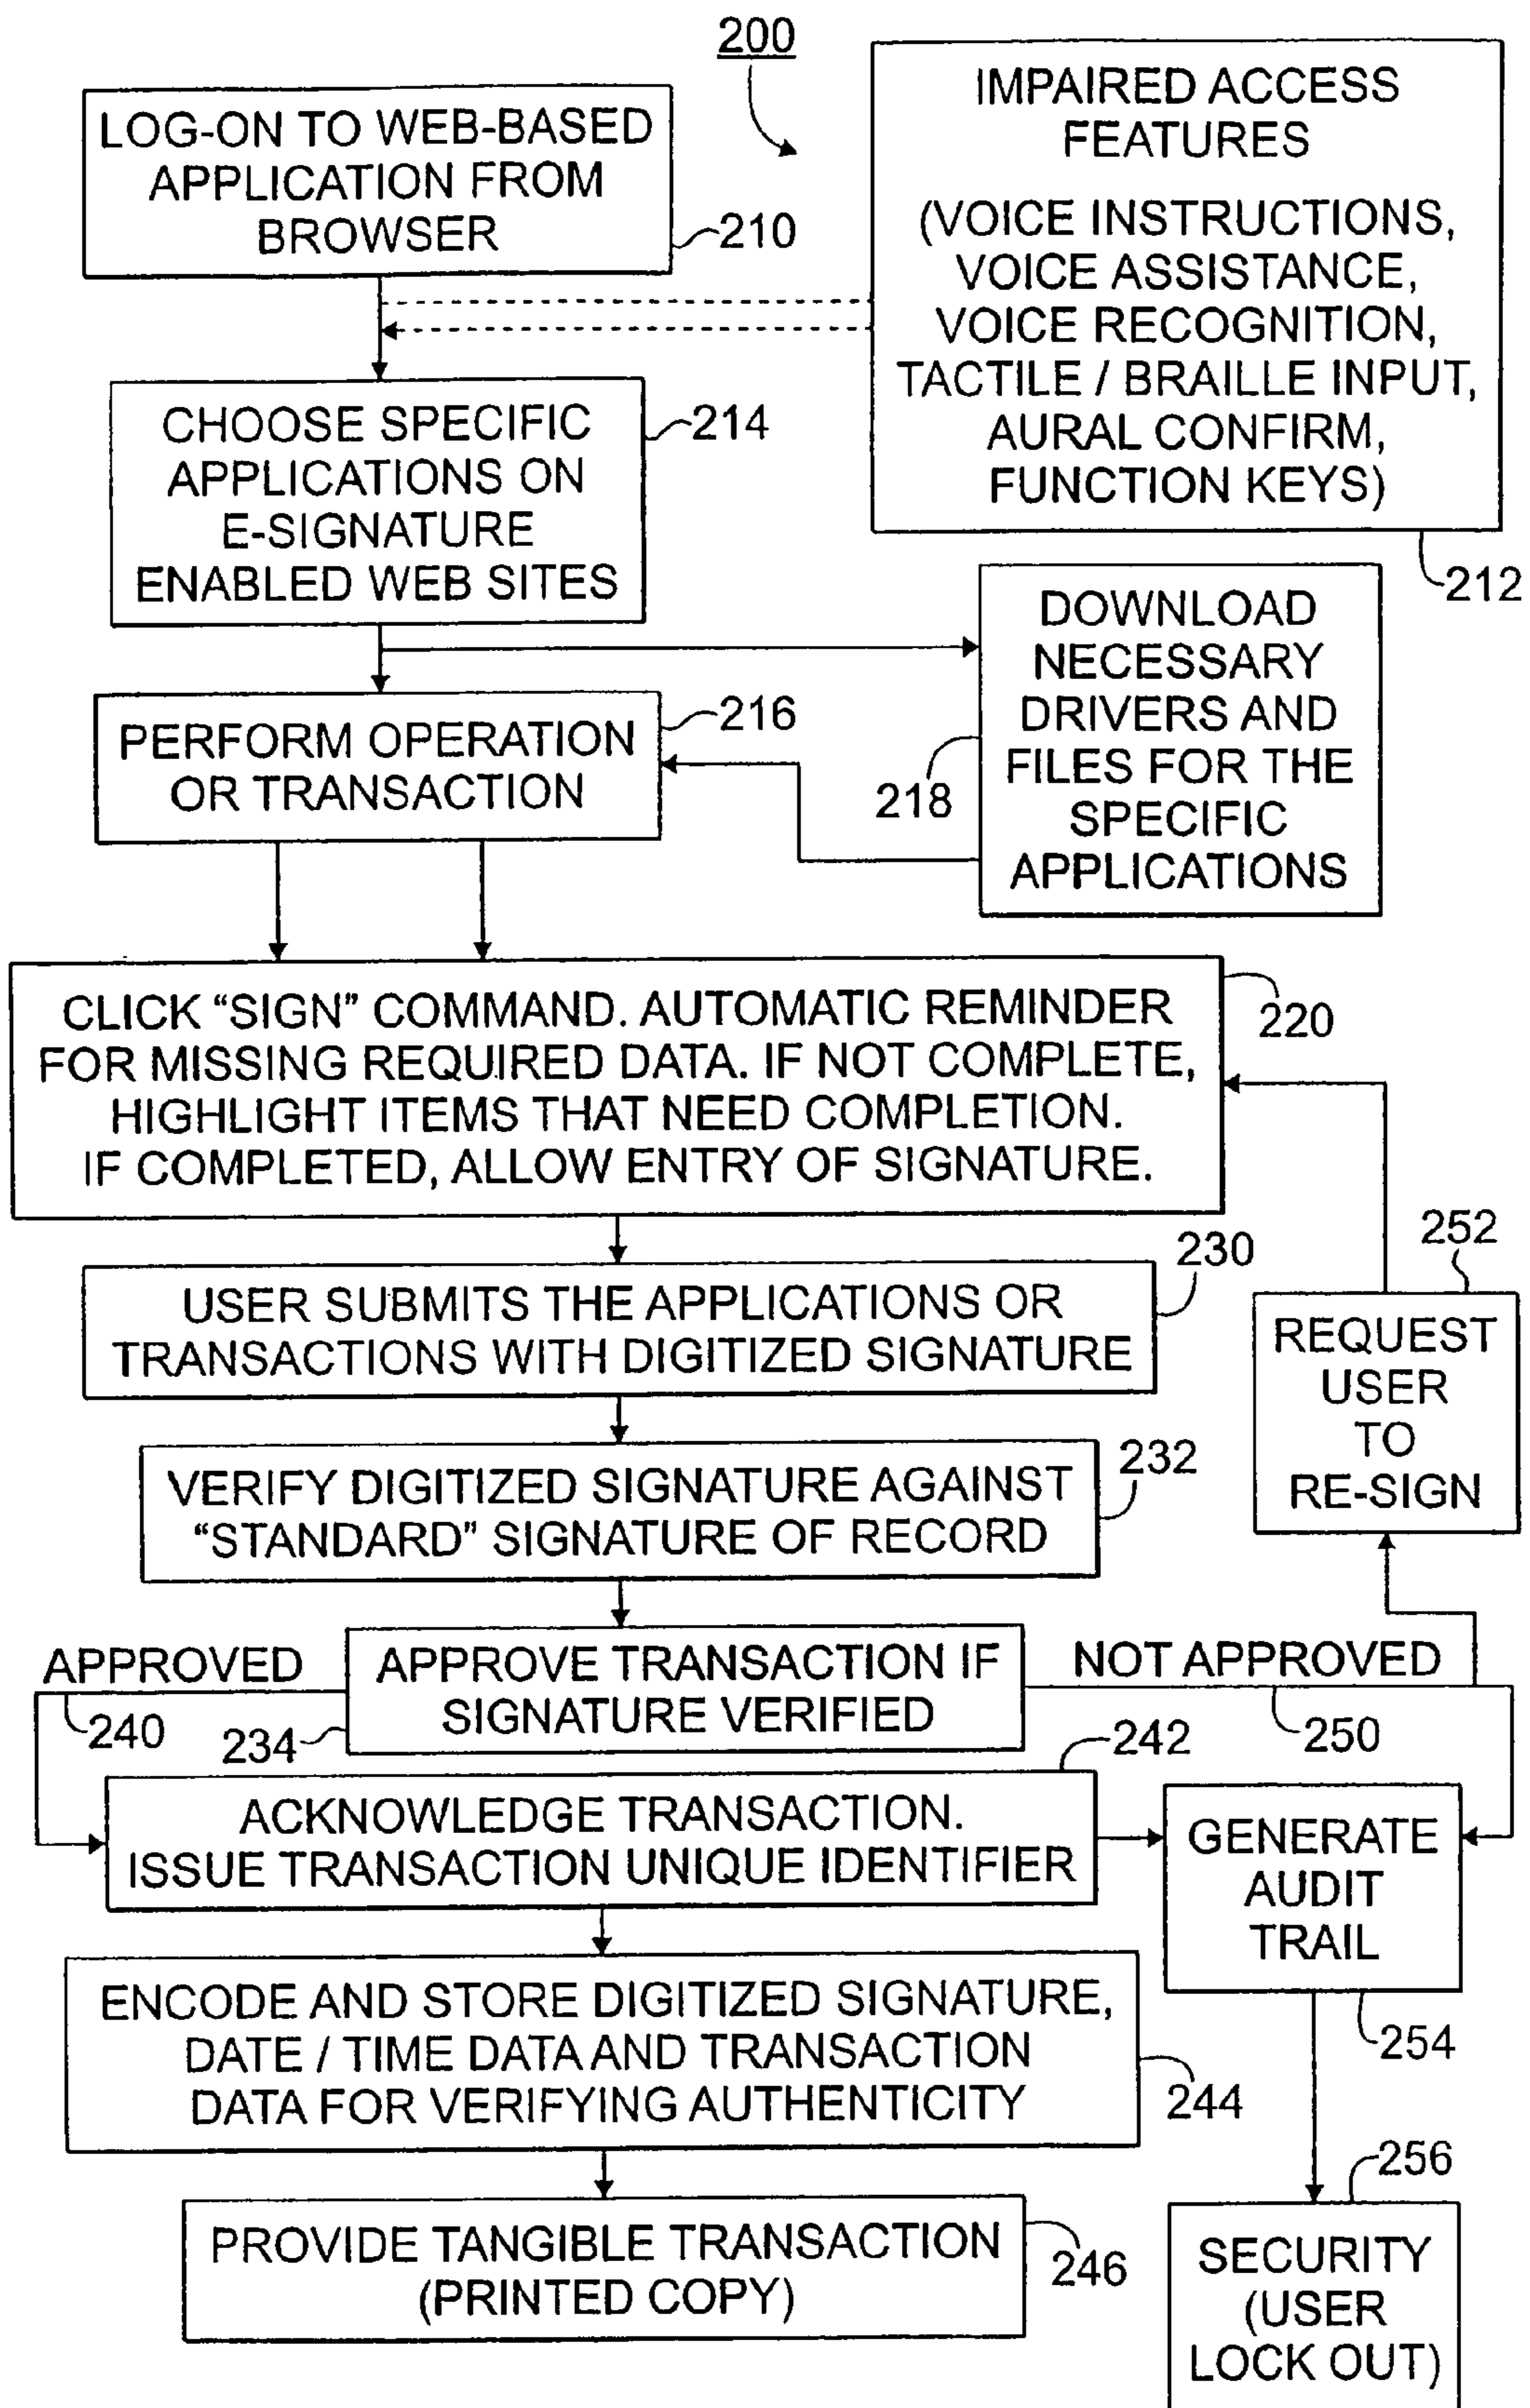 200
LOG-ON TO WEB-BASED
APPLICATION FROM
BROWSER
210
IMPAIRED ACCESS
FEATURES
(VOICE INSTRUCTIONS,
VOICE ASSISTANCE,
VOICE RECOGNITION,
TACTILE / BRAILLE INPUT,
AURAL CONFIRM,
FUNCTION KEYS)
212
CHOOSE SPECIFIC
APPLICATIONS ON
E-SIGNATURE
ENABLED WEB SITES
214
DOWNLOAD
NECESSARY
DRIVERS AND
FILES FOR THE
SPECIFIC
APPLICATIONS
218
PERFORM OPERATION
OR TRANSACTION
216
CLICK “SIGN” COMMAND. AUTOMATIC REMINDER
FOR MISSING REQUIRED DATA. IF NOT COMPLETE,
HIGHLIGHT ITEMS THAT NEED COMPLETION.
IF COMPLETED, ALLOW ENTRY OF SIGNATURE.
220
USER SUBMITS THE APPLICATIONS OR
TRANSACTIONS WITH DIGITIZED SIGNATURE
230
252
REQUEST
USER
TO
RE-SIGN
VERIFY DIGITIZED SIGNATURE AGAINST
“STANDARD” SIGNATURE OF RECORD
232
APPROVED
240
APPROVE TRANSACTION IF
SIGNATURE VERIFIED
234
NOT APPROVED
250
242
ACKNOWLEDGE TRANSACTION.
ISSUE TRANSACTION UNIQUE IDENTIFIER
GENERATE
AUDIT
TRAIL
254
ENCODE AND STORE DIGITIZED SIGNATURE,
DATE / TIME DATA AND TRANSACTION
DATA FOR VERIFYING AUTHENTICITY
244
256
PROVIDE TANGIBLE TRANSACTION
(PRINTED COPY)
246
SECURITY
(USER
LOCK OUT)